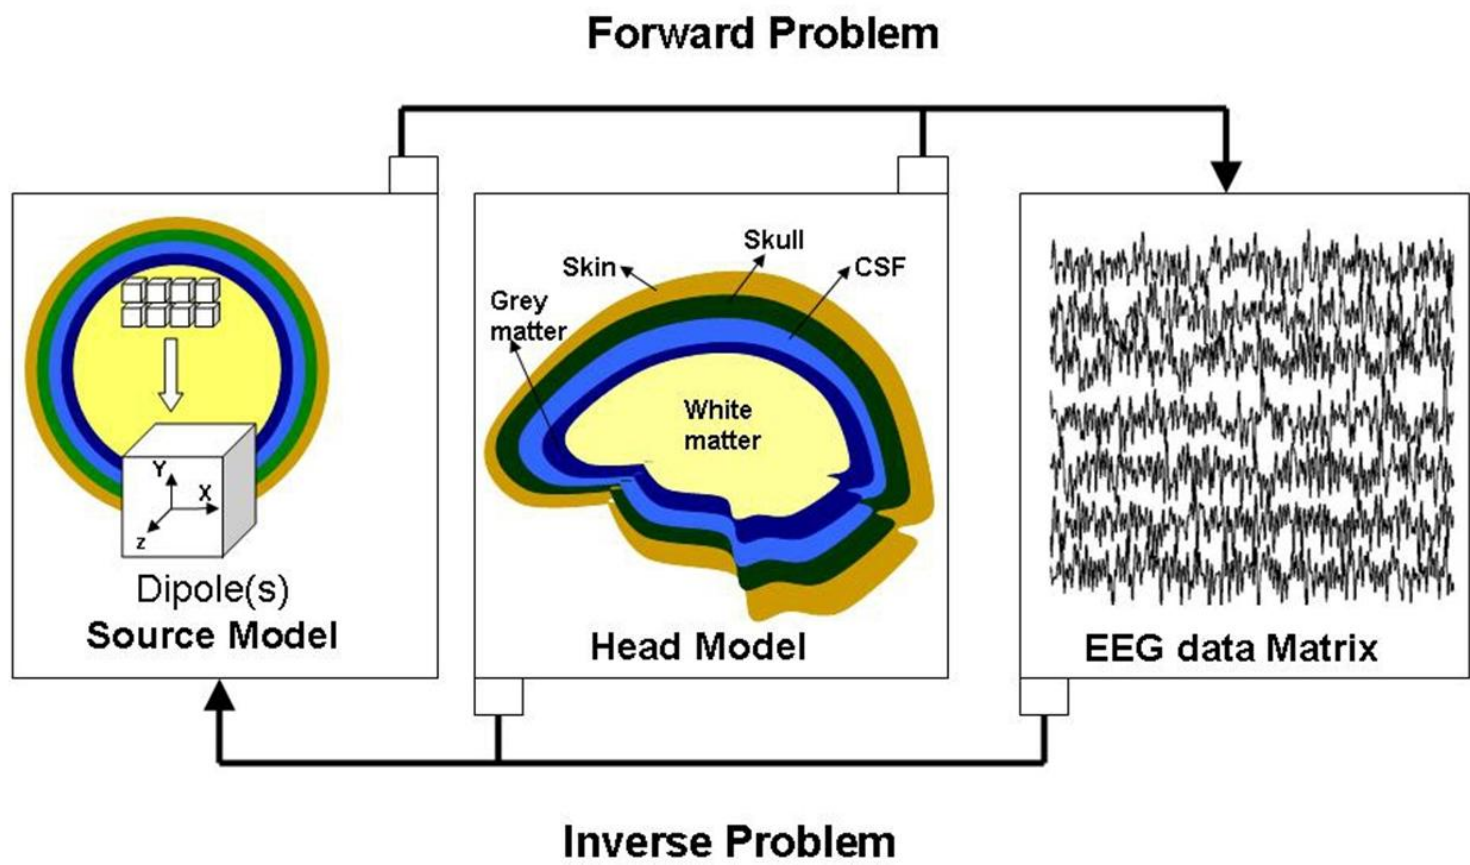 Forward Problem
Y
X
z
Dipole(s)
Source Model
Skin
Skull
CSF
Grey
matter
White
matter
Head Model
EEG data Matrix
Inverse Problem